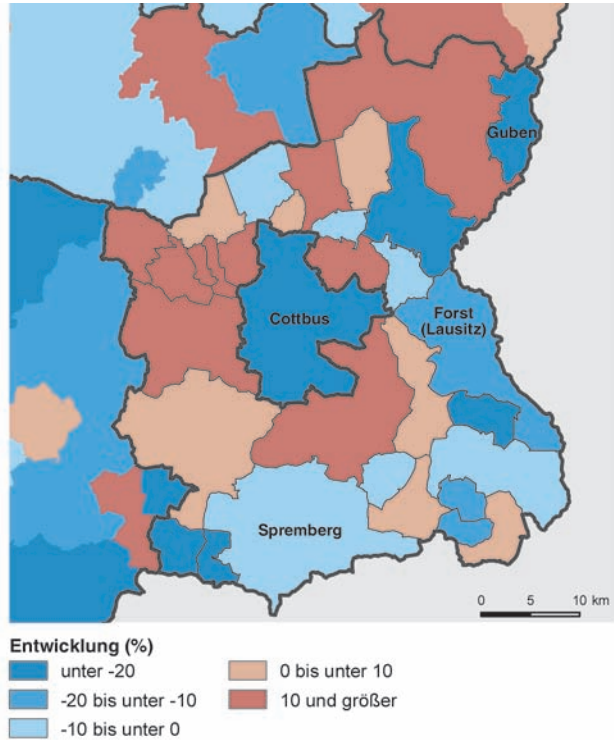 Guben
Cottbus
Forst
(Lausitz)
Spremberg
0 5 10 km
Entwicklung (%)
unter -20
-20 bis unter -10
-10 bis unter 0
0 bis unter 10
10 und größer